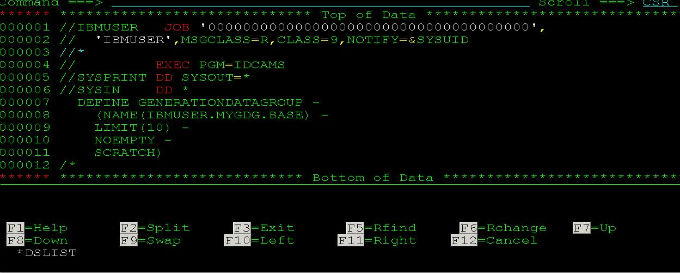 Command ===> Scroll ===> CSR
****** ***************************** Top of Data ******************************
000001 //IBMUSER   JOB '00000000000000000000000000000000000',
000002 //  'IBMUSER',MSGCLASS=R,CLASS=9,NOTIFY=&SYSUID
000003 //*
000004 //         EXEC PGM=IDCAMS
000005 //SYSPRINT DD SYSOUT=*
000006 //SYSIN    DD *
000007   DEFINE GENERATIONDATAGROUP -
000008     (NAME(IBMUSER.MYGDG.BASE) -
000009     LIMIT(10) -
000010     NOEMPTY -
000011     SCRATCH)
000012 /*
****** **************************** Bottom of Data ****************************
F1=Help F2=Split F3=Exit F5=Rfind F6=Rchange F7=Up
F8=Down F9=Swap F10=Left F11=Right F12=Cancel
*DSLIST